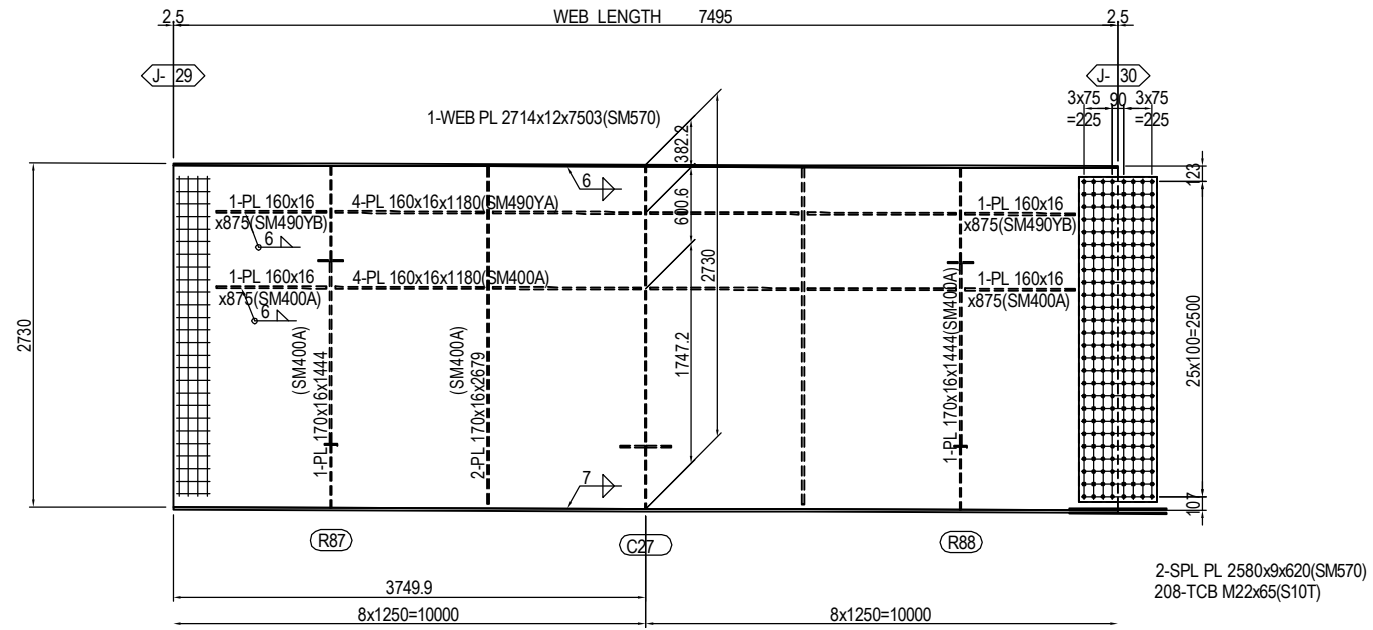 2.5
WEB LENGTH 7495
2.5
J- 29
J- 30
3x75
=225
90
3x75
=225
1-WEB PL 2714x12x7503(SM570)
382.2
123
6
600.6
1-PL 160x16
x875(SM490YB)
4-PL 160x16x1180(SM490YA)
1-PL 160x16
x875(SM490YB)
6
2730
1-PL 160x16
x875(SM400A)
4-PL 160x16x1180(SM400A)
1-PL 160x16
x875(SM400A)
6
2730
1-PL 170x16x1444
(SM400A)
2-PL 170x16x2679
(SM400A)
1747.2
1-PL 170x16x1444(SM400A)
25x100=2500
7
107
R87
C27
R88
2-SPL PL 2580x9x620(SM570)
208-TCB M22x65(S10T)
3749.9
8x1250=10000
8x1250=10000